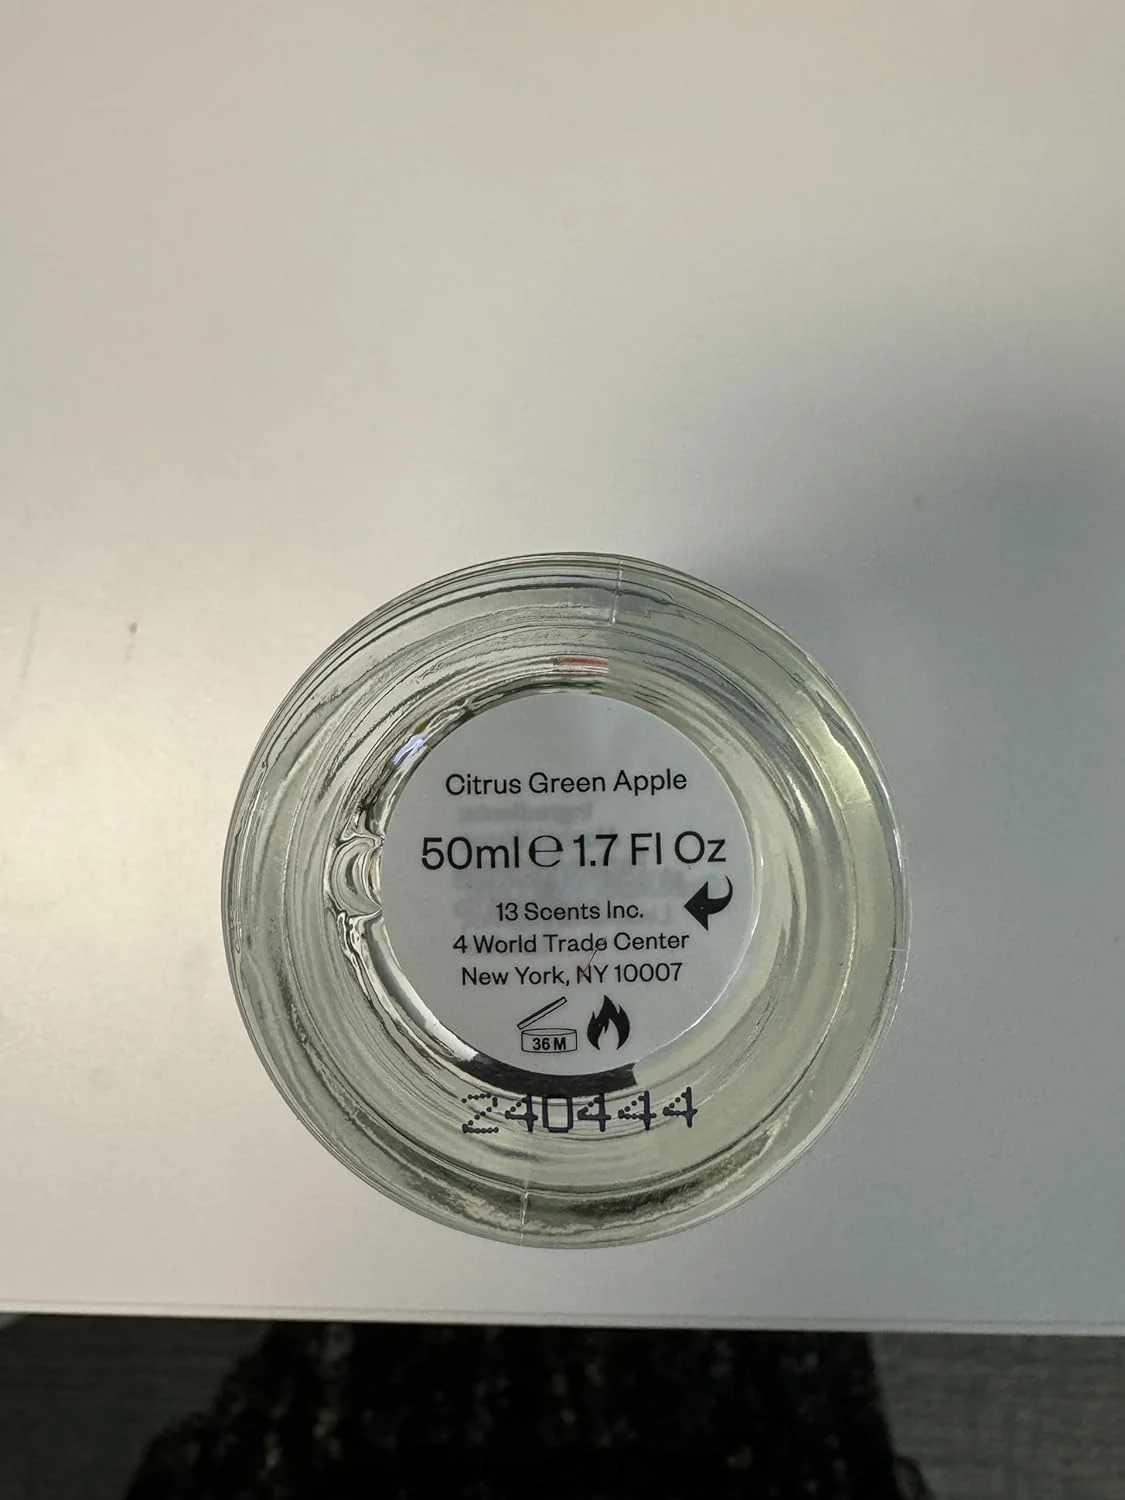 Citrus Green Apple
50ml ℮ 1.7 Fl Oz
13 Scents Inc.
4 World Trade Center
New York, NY 10007
36 M
240444